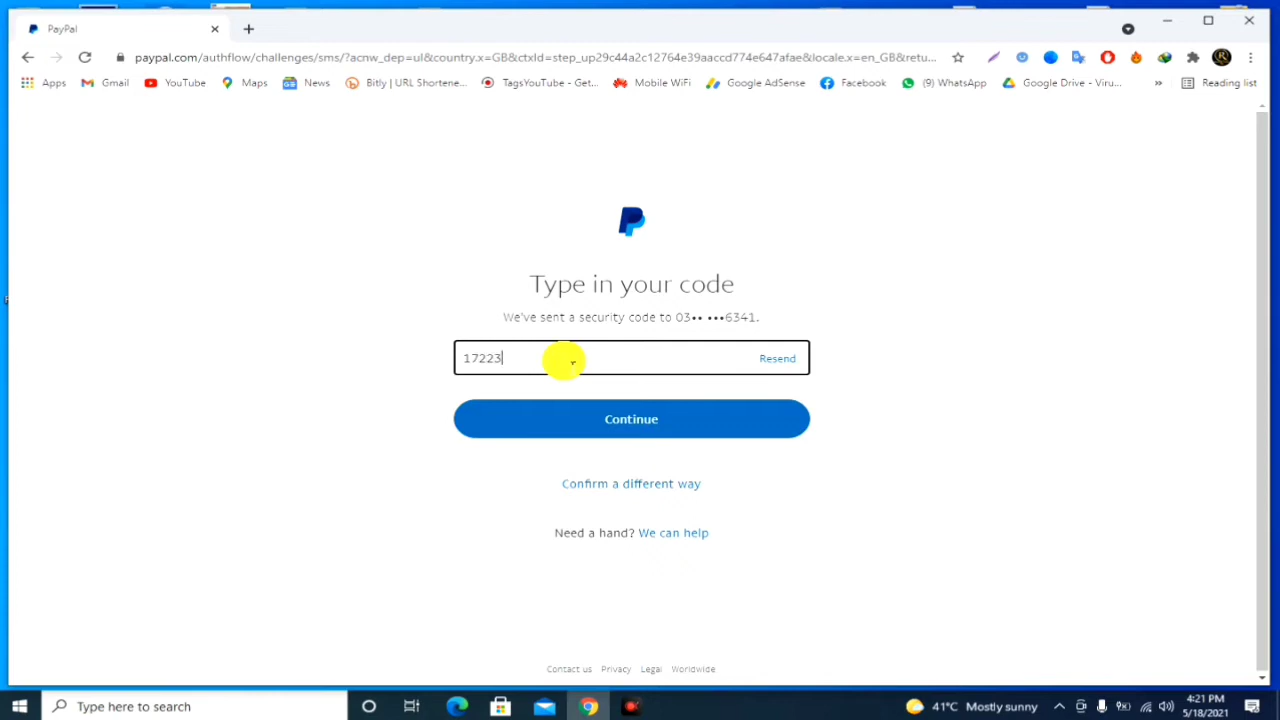 PayPal
paypal.com/authflow/challenges/sms/?acnw_dep=ul&country.x=GB&ctxId=step_up29c44a2c12764e39aaccd774e647afae&locale.x=en_GB&retu...
Apps Gmail YouTube Maps News Bitly | URL Shortene... TagsYouTube - Get... Mobile WiFi Google AdSense Facebook (9) WhatsApp Google Drive - Viru... » Reading list
Type in your code
We've sent a security code to 03•• •••6341.
17223 Resend
Continue
Confirm a different way
Need a hand? We can help
Contact us Privacy Legal Worldwide
Type here to search 41°C Mostly sunny 4:21 PM
5/18/2021